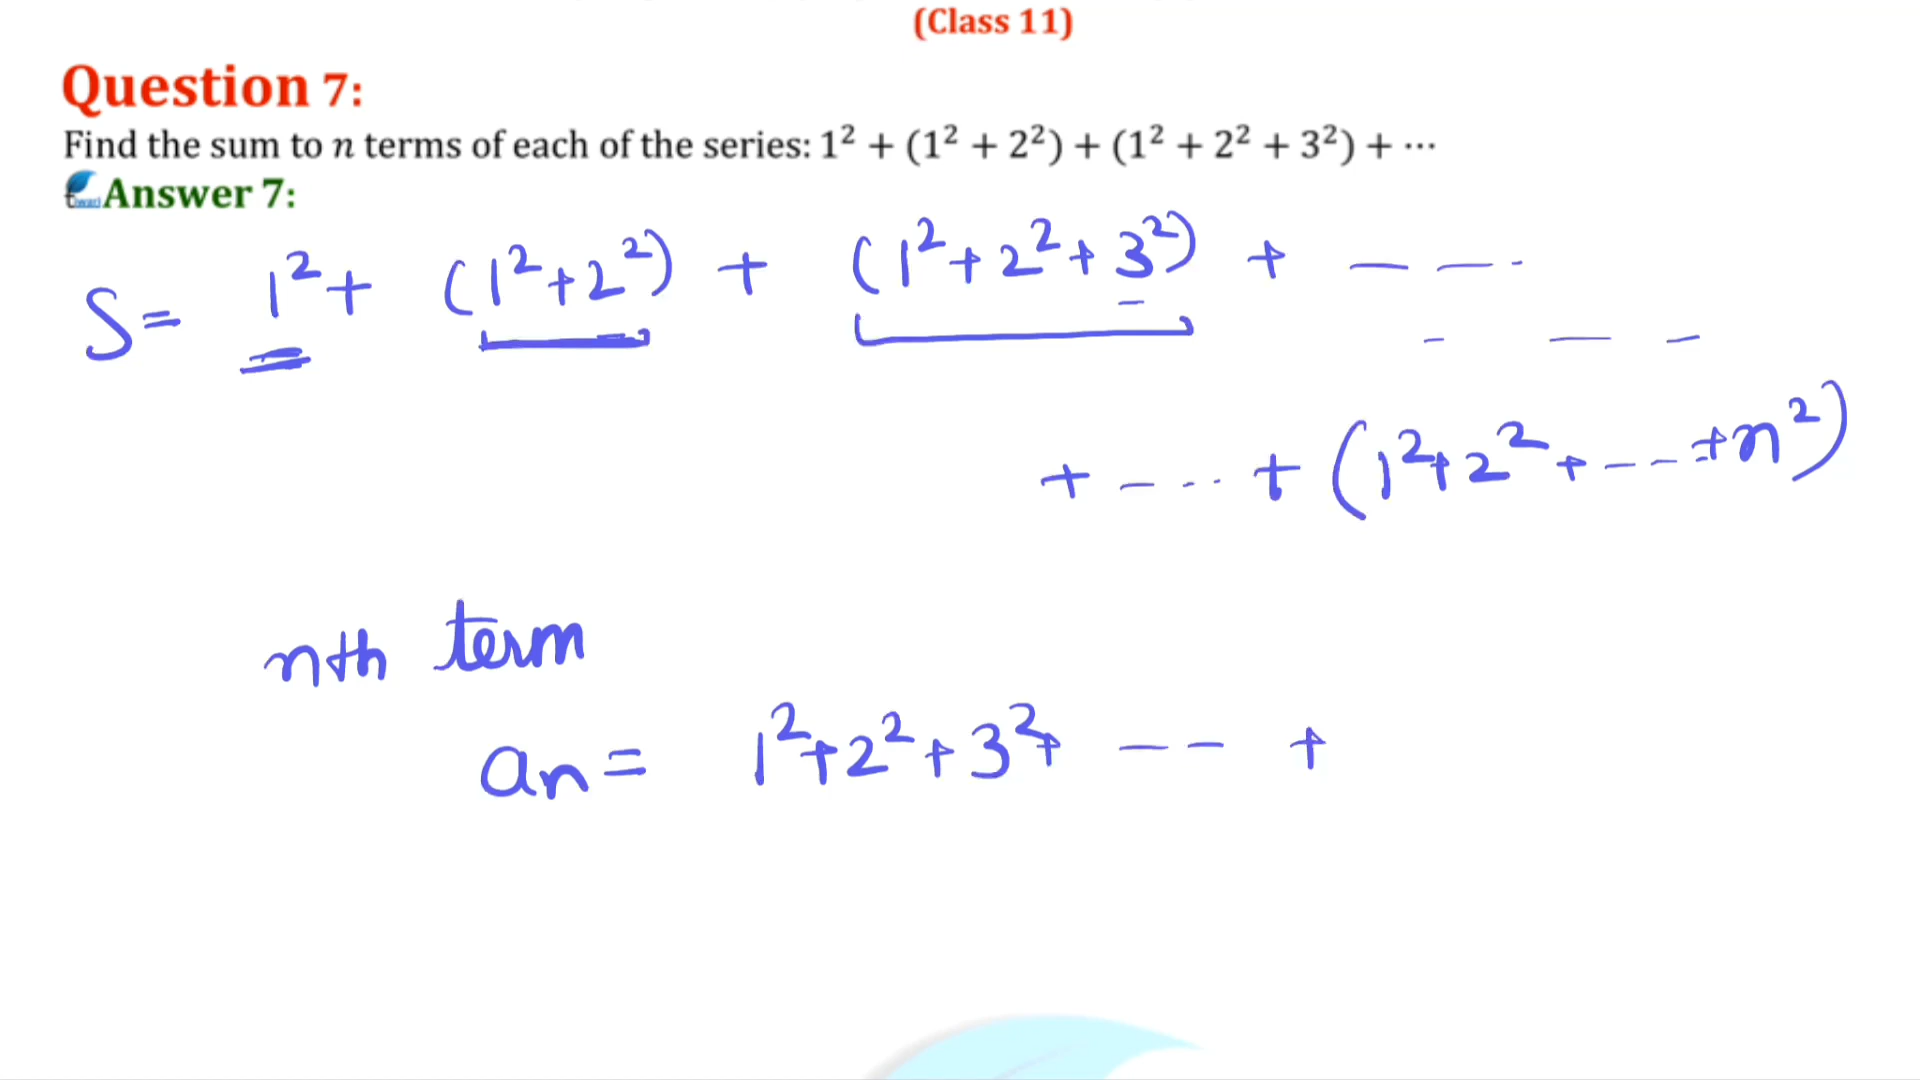 (Class 11)
Question 7:
Find the sum to n terms of each of the series: 1² + (1² + 2²) + (1² + 2² + 3²) + ⋯
Answer 7:
S = 1² + (1² + 2²) + (1² + 2² + 3²) + – – -
- – –
+ – - - + (1² + 2² + – – + n²)
nth term
an = 1² + 2² + 3² + – – +